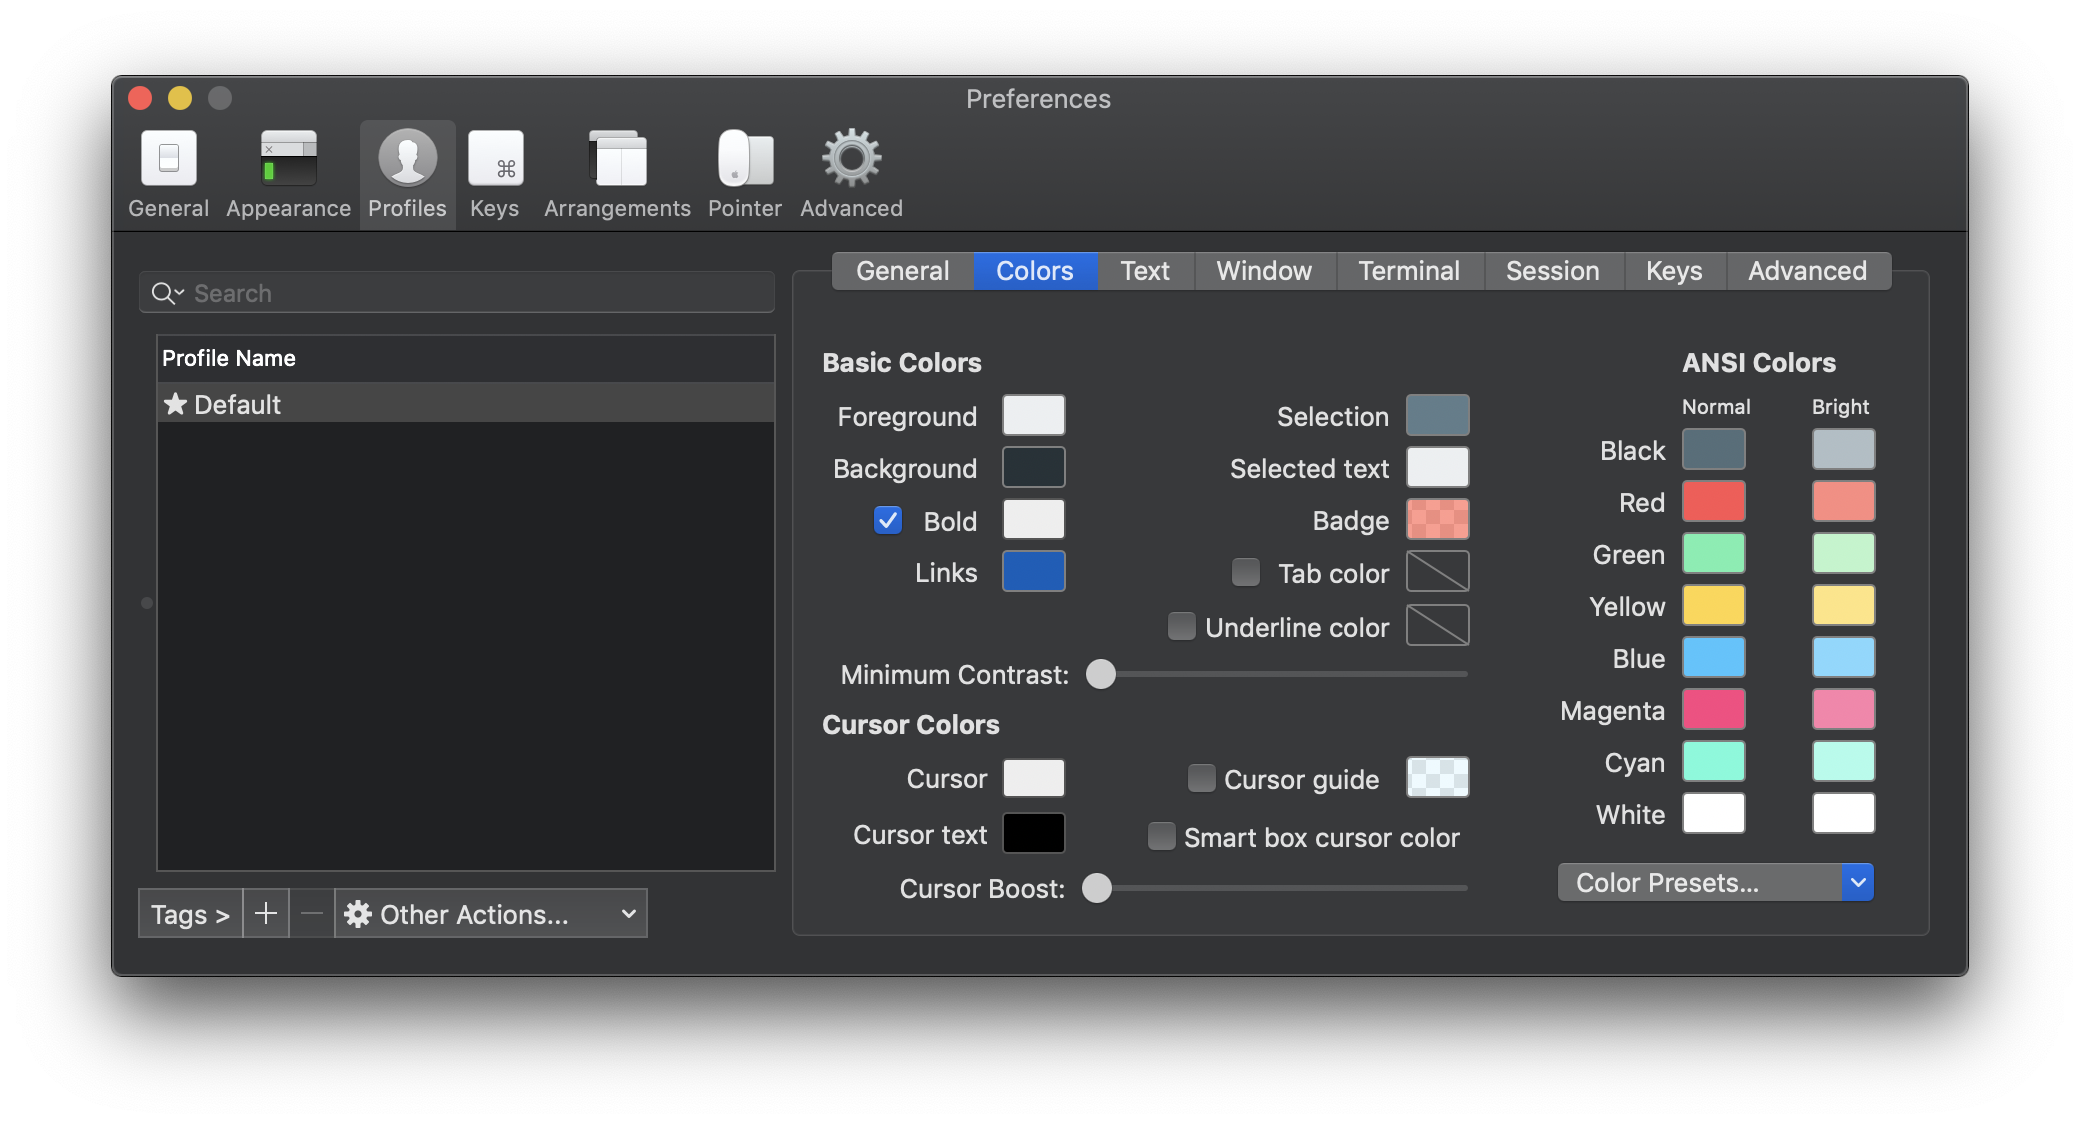 Preferences
General
Appearance
Profiles
Keys
Arrangements
Pointer
Advanced
Search
Profile Name
Default
Tags >
Other Actions...
General
Colors
Text
Window
Terminal
Session
Keys
Advanced
Basic Colors
Foreground
Background
Bold
Links
Selection
Selected text
Badge
Tab color
Underline color
Minimum Contrast:
Cursor Colors
Cursor
Cursor text
Cursor guide
Smart box cursor color
Cursor Boost:
ANSI Colors
Normal Bright
Black
Red
Green
Yellow
Blue
Magenta
Cyan
White
Color Presets...